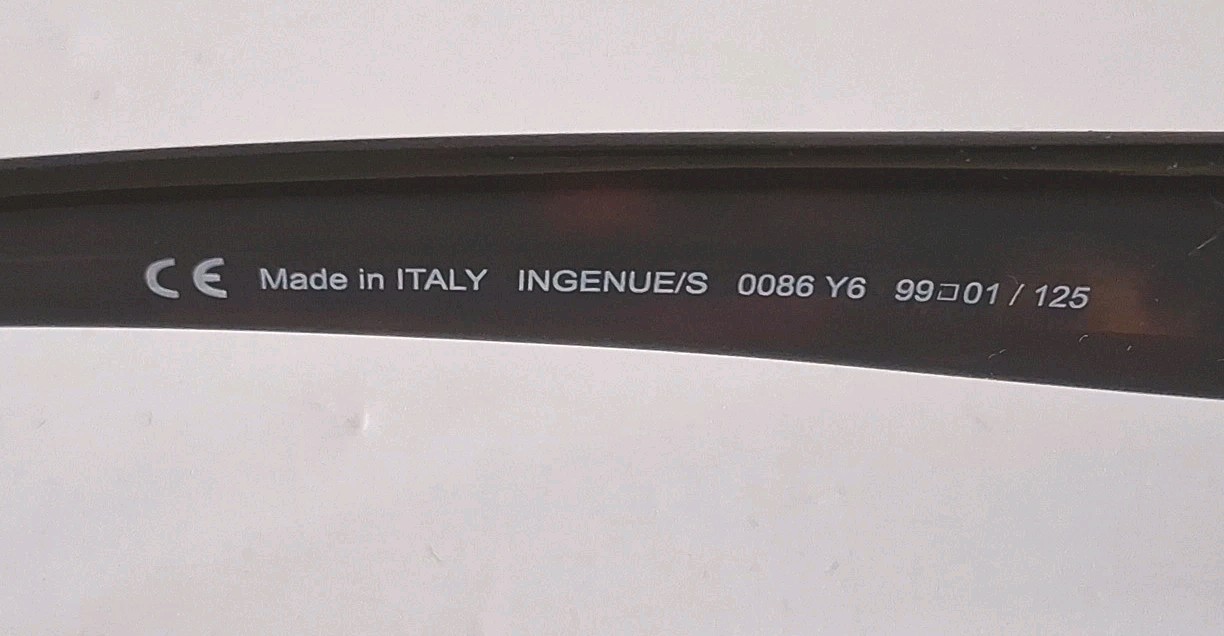 CE Made in ITALY INGENUE/S 0086 Y6 99□01 / 125